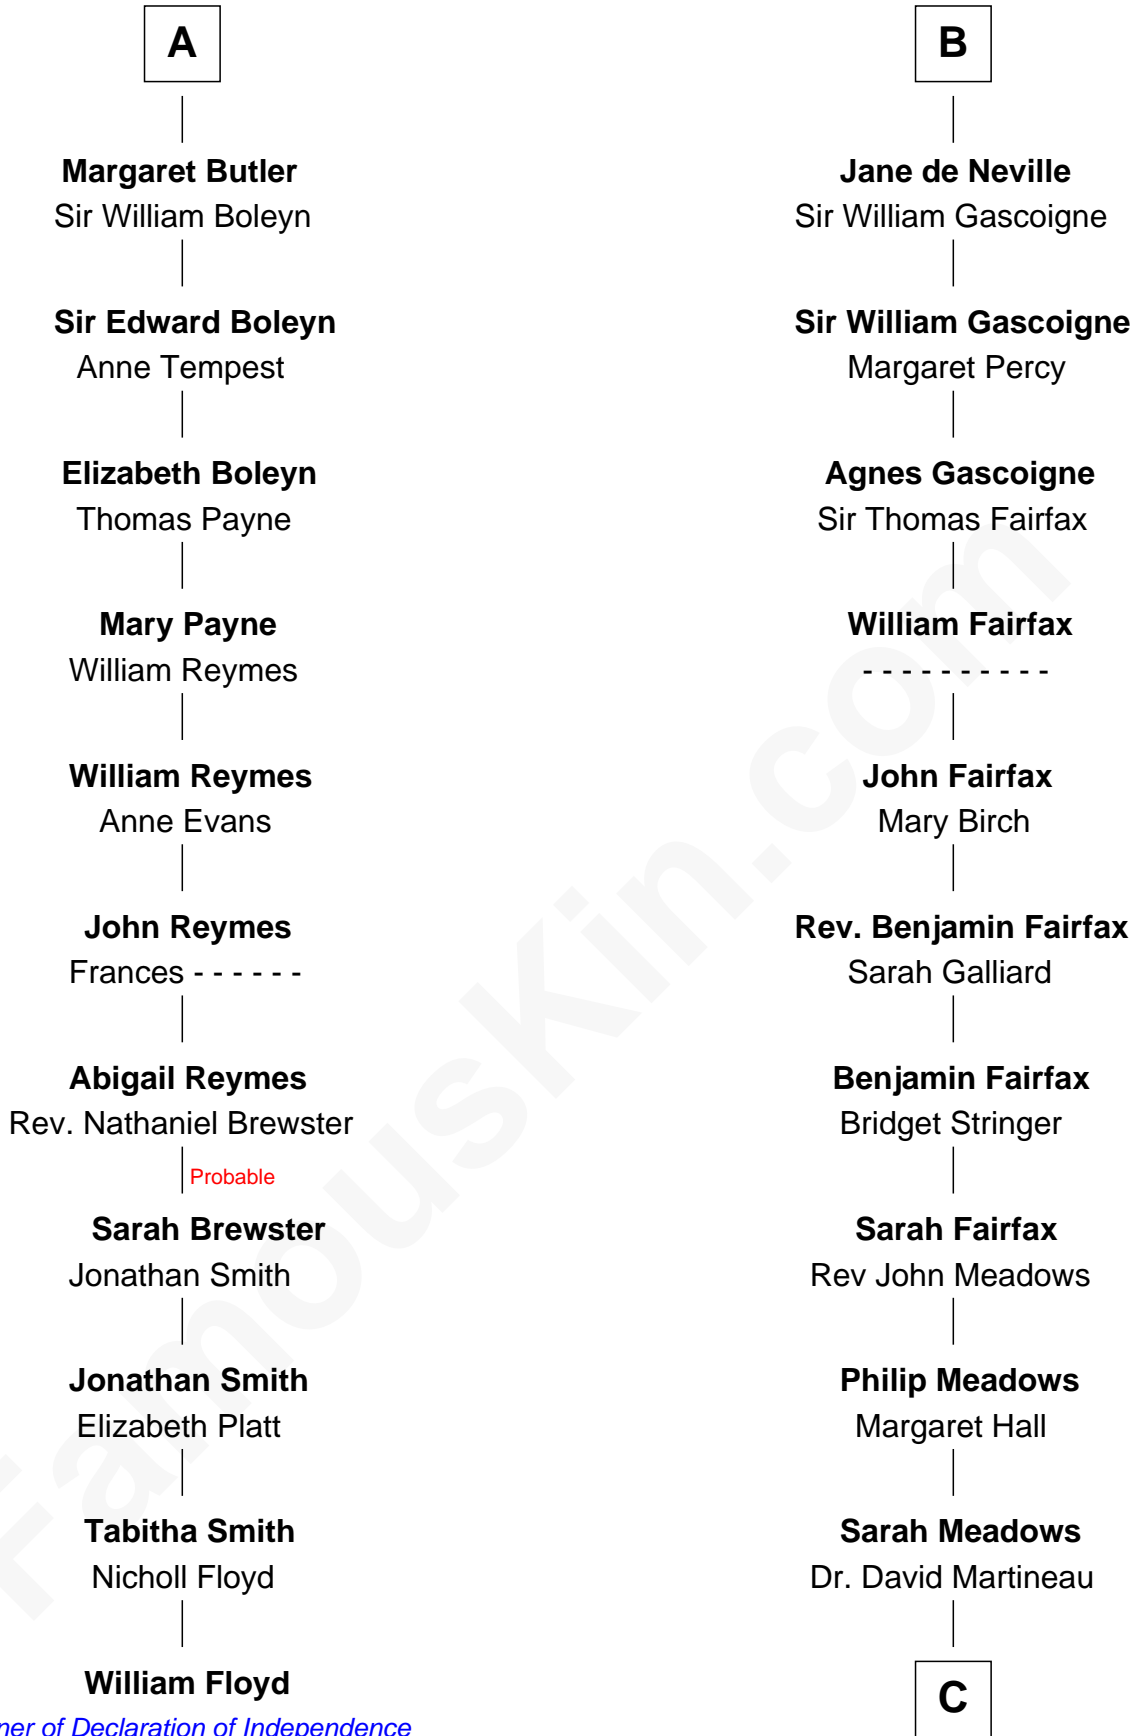 A
Margaret Butler
Sir William Boleyn
Sir Edward Boleyn
Anne Tempest
Elizabeth Boleyn
Thomas Payne
Mary Payne
William Reymes
William Reymes
Anne Evans
John Reymes
Frances - - - - - -
Abigail Reymes
Rev. Nathaniel Brewster
Probable
Sarah Brewster
Jonathan Smith
Jonathan Smith
Elizabeth Platt
Tabitha Smith
Nicholl Floyd
William Floyd
ner of Declaration of Independence
B
Jane de Neville
Sir William Gascoigne
Sir William Gascoigne
Margaret Percy
Agnes Gascoigne
Sir Thomas Fairfax
William Fairfax
- - - - - - - - - -
John Fairfax
Mary Birch
Rev. Benjamin Fairfax
Sarah Galliard
Benjamin Fairfax
Bridget Stringer
Sarah Fairfax
Rev John Meadows
Philip Meadows
Margaret Hall
Sarah Meadows
Dr. David Martineau
C
FamousKin.com